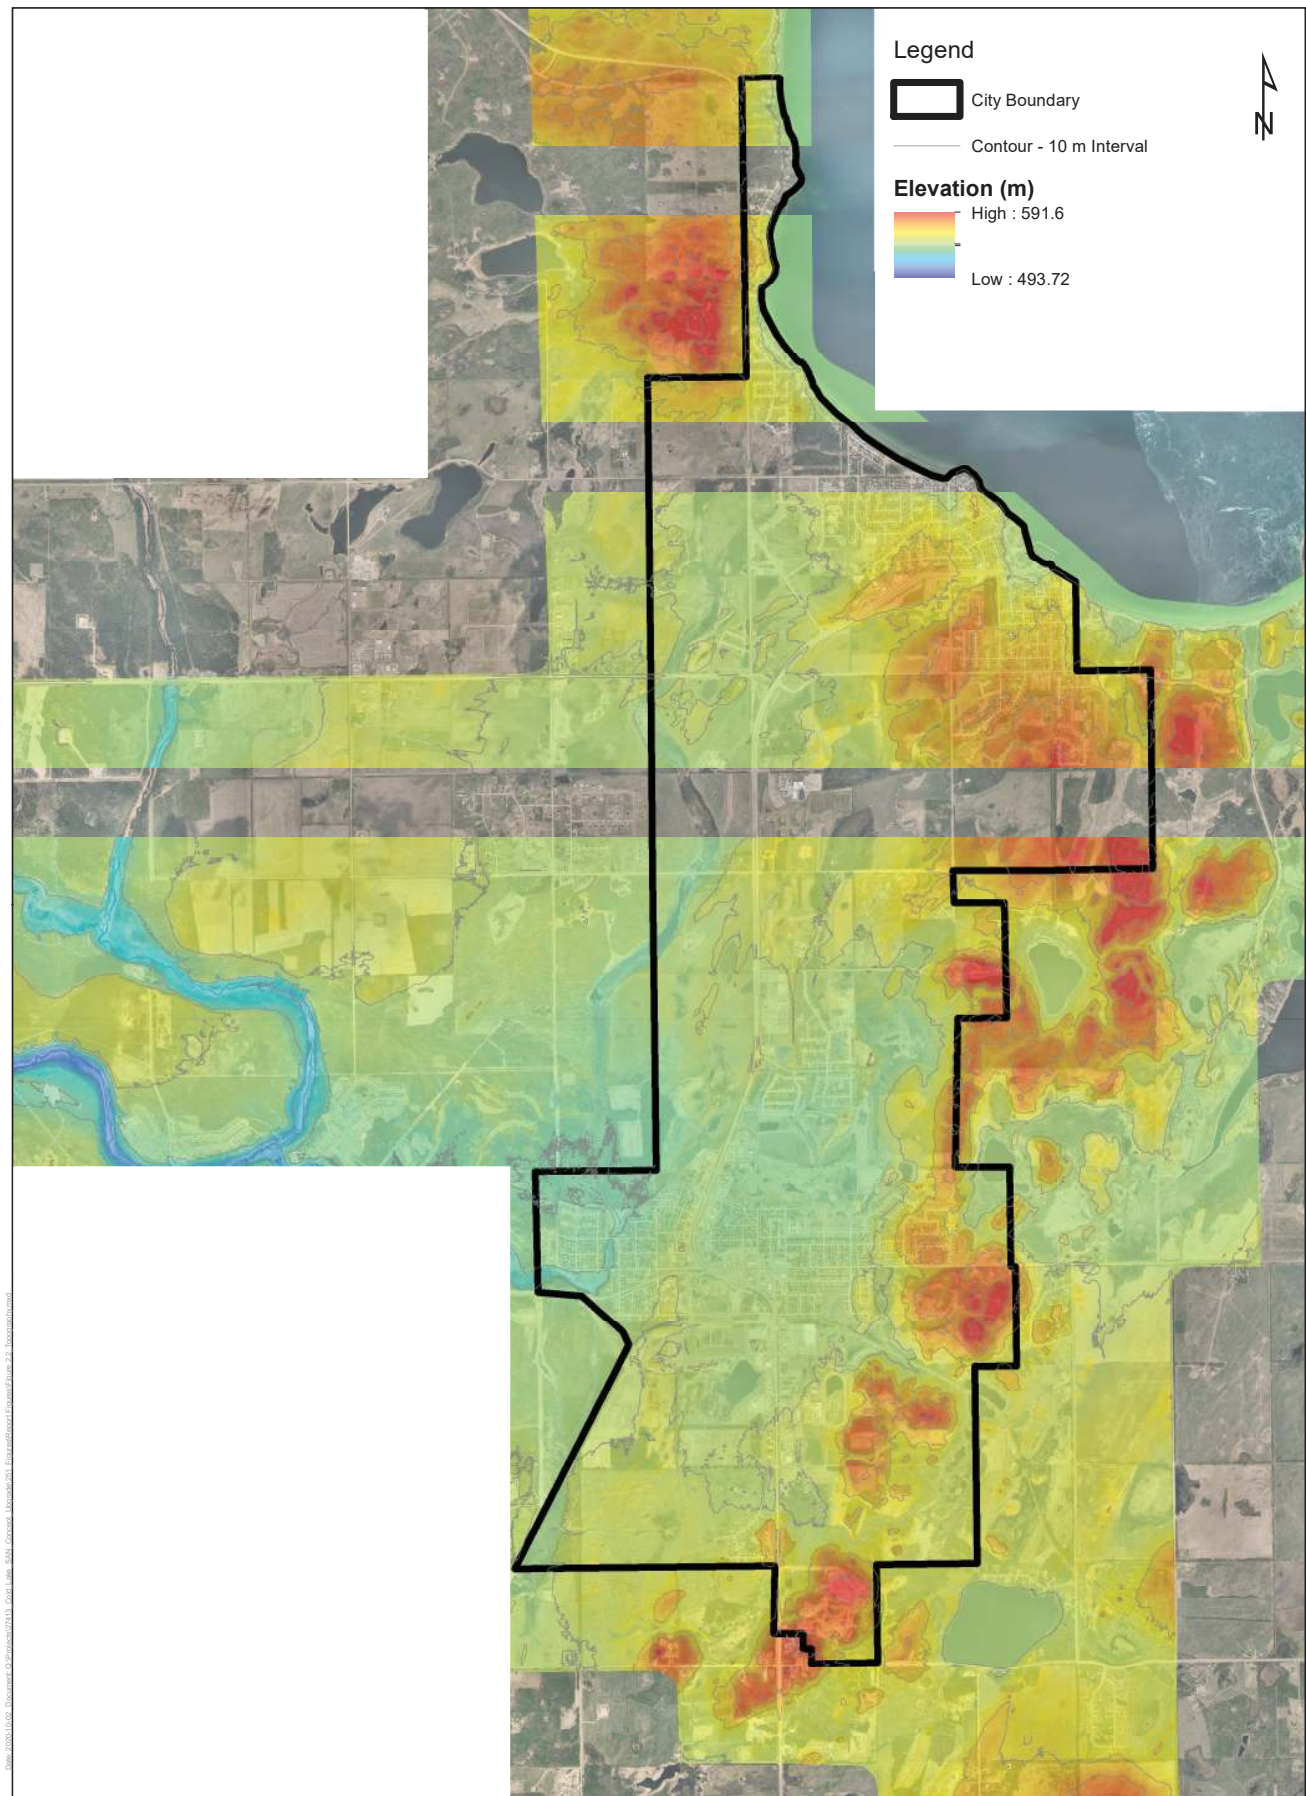 Legend
City Boundary
Contour - 10 m Interval
Elevation (m)
High : 591.6
Low : 493.72
N